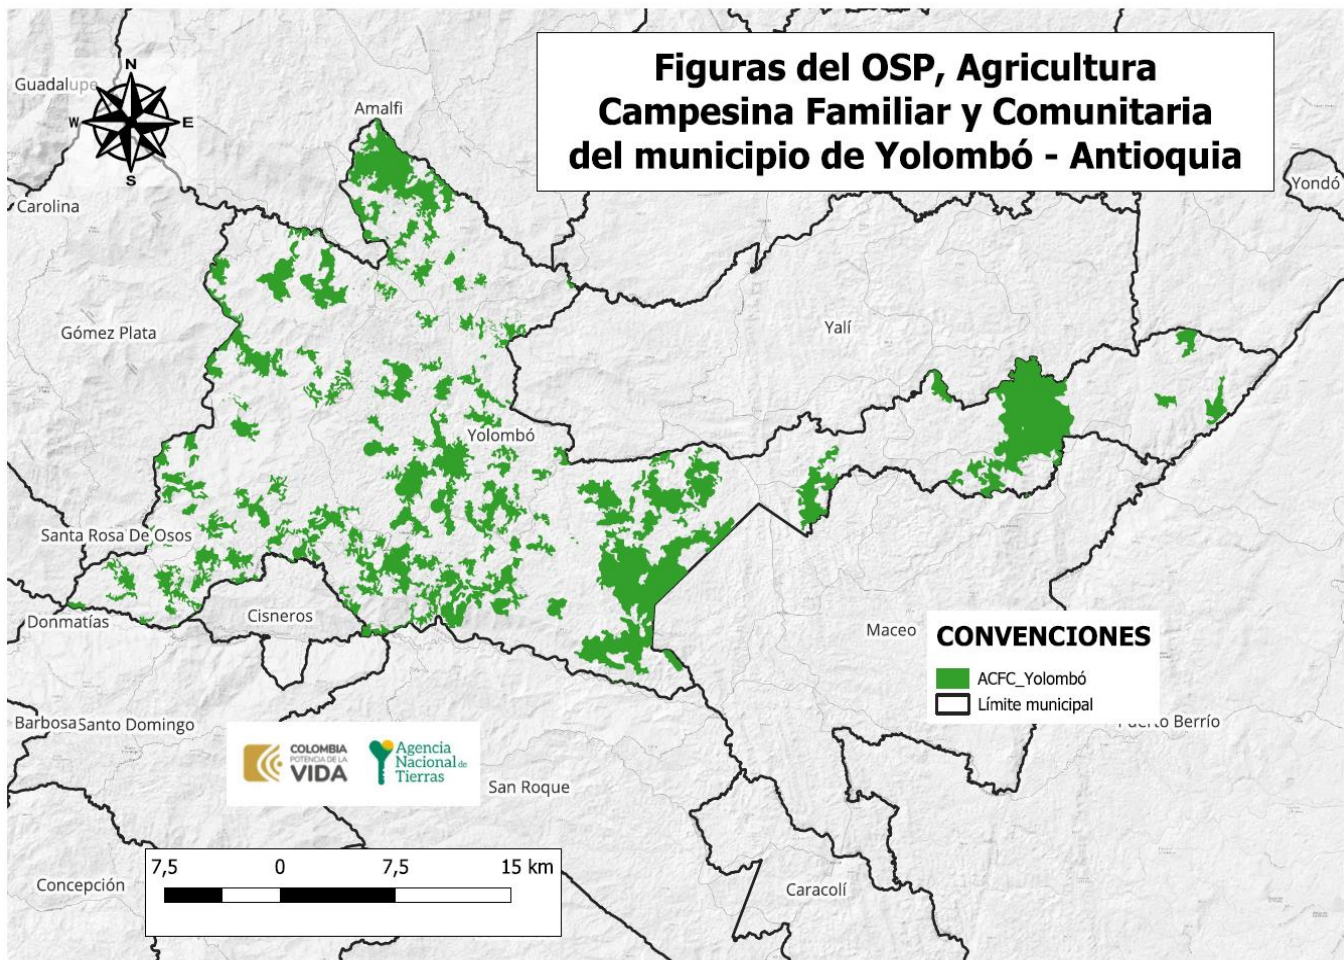 Figuras del OSP, Agricultura
Campesina Familiar y Comunitaria
del municipio de Yolombó - Antioquia
Guadalupe
N
W
E
S
Amalfi
Yondó
Carolina
Gómez Plata
Yalí
Yolombó
Santa Rosa De Osos
Cisneros
Donmatías
Maceo
CONVENCIONES
ACFC_Yolombó
Límite municipal
Puerto Berrío
Barbosa
Santo Domingo
COLOMBIA
POTENCIA DE LA
VIDA
Agencia
Nacional de
Tierras
San Roque
7,5 0 7,5 15 km
Concepción
Caracolí